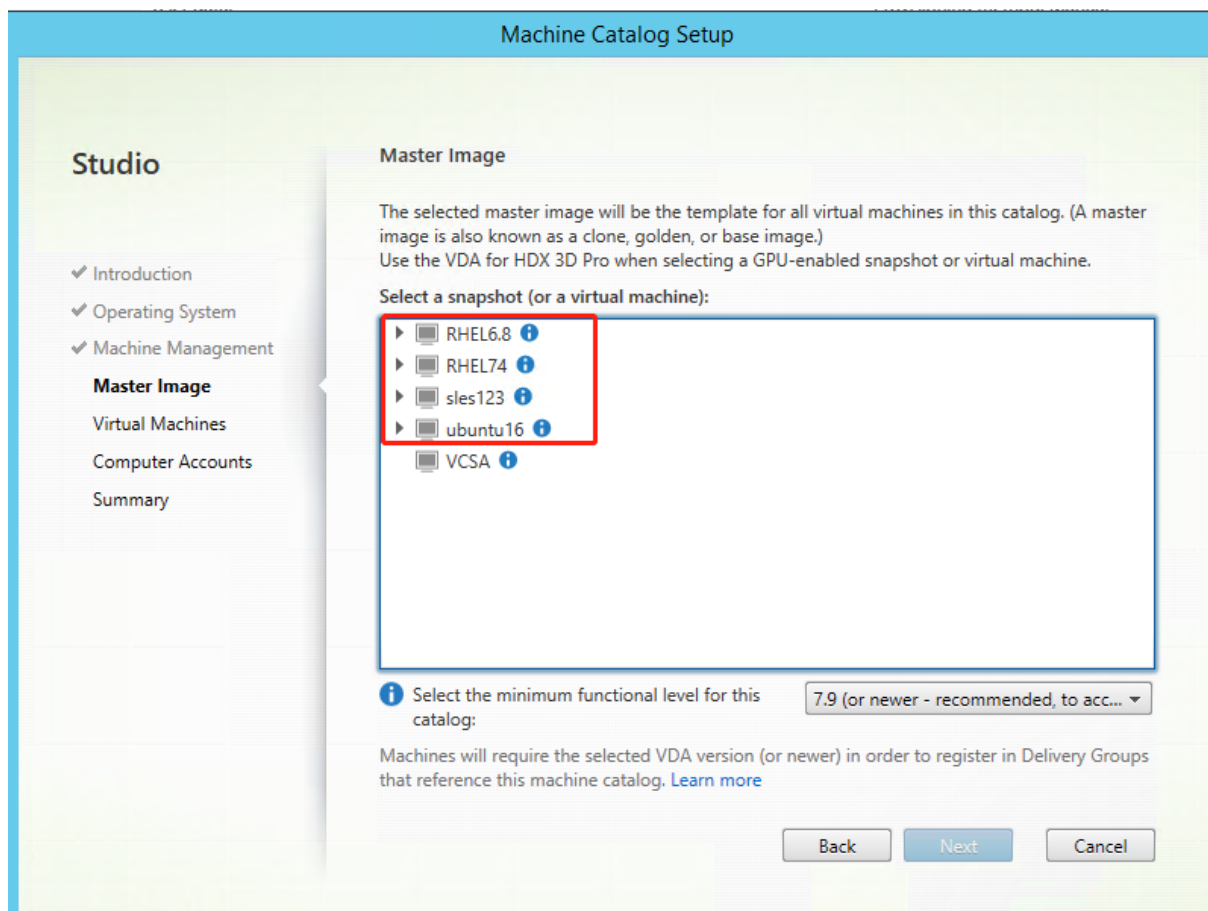 Machine Catalog Setup
Studio
Introduction
Operating System
Machine Management
Master Image
Virtual Machines
Computer Accounts
Summary
Master Image
The selected master image will be the template for all virtual machines in this catalog. (A master
image is also known as a clone, golden, or base image.)
Use the VDA for HDX 3D Pro when selecting a GPU-enabled snapshot or virtual machine.
Select a snapshot (or a virtual machine):
RHEL6.8
RHEL74
sles123
ubuntu16
VCSA
Select the minimum functional level for this
catalog:
7.9 (or newer - recommended, to acc...
Machines will require the selected VDA version (or newer) in order to register in Delivery Groups
that reference this machine catalog. Learn more
Back
Next
Cancel